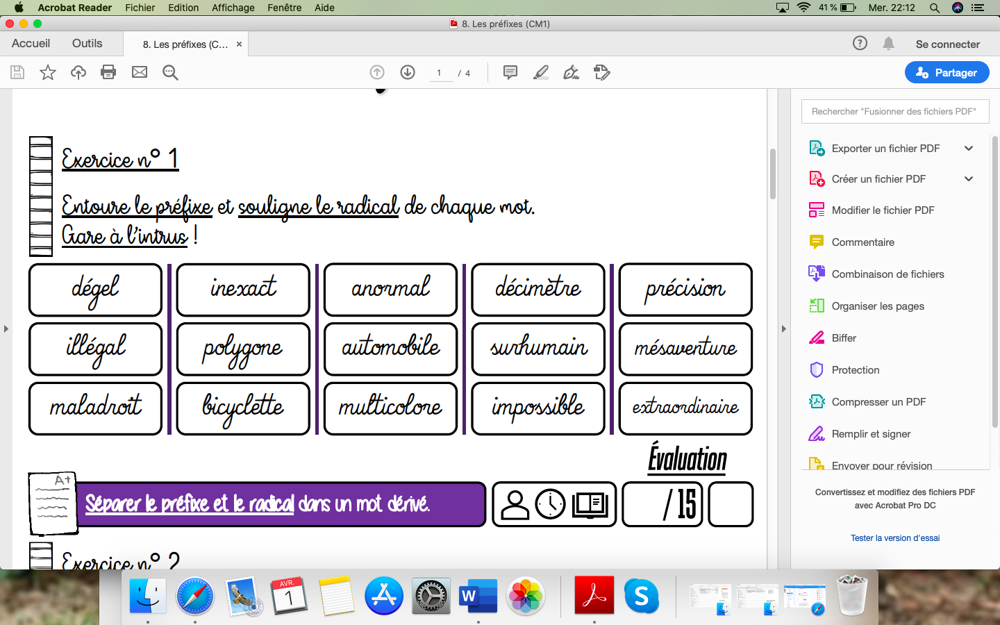 Acrobat Reader Fichier Edition Affichage Fenêtre Aide 41 % Mer. 22:12
8. Les préfixes (CM1)
Accueil Outils 8. Les préfixes (C... × Se connecter
1 / 4 Partager
Rechercher "Fusionner des fichiers PDF"
Exporter un fichier PDF
Créer un fichier PDF
Modifier le fichier PDF
Commentaire
Combinaison de fichiers
Organiser les pages
Biffer
Protection
Compresser un PDF
Remplir et signer
Envoyer pour révision
Convertissez et modifiez des fichiers PDF
avec Acrobat Pro DC
Tester la version d'essai
Exercice n° 1
Entoure le préfixe et souligne le radical de chaque mot.
Gare à l'intrus !
dégel inexact anormal décimètre précision
illégal polygone automobile surhumain mésaventure
maladroit bicyclette multicolore impossible extraordinaire
Évaluation
A+
Séparer le préfixe et le radical dans un mot dérivé.
/ 15
Exercice n° 2
AVR.
1
W
S